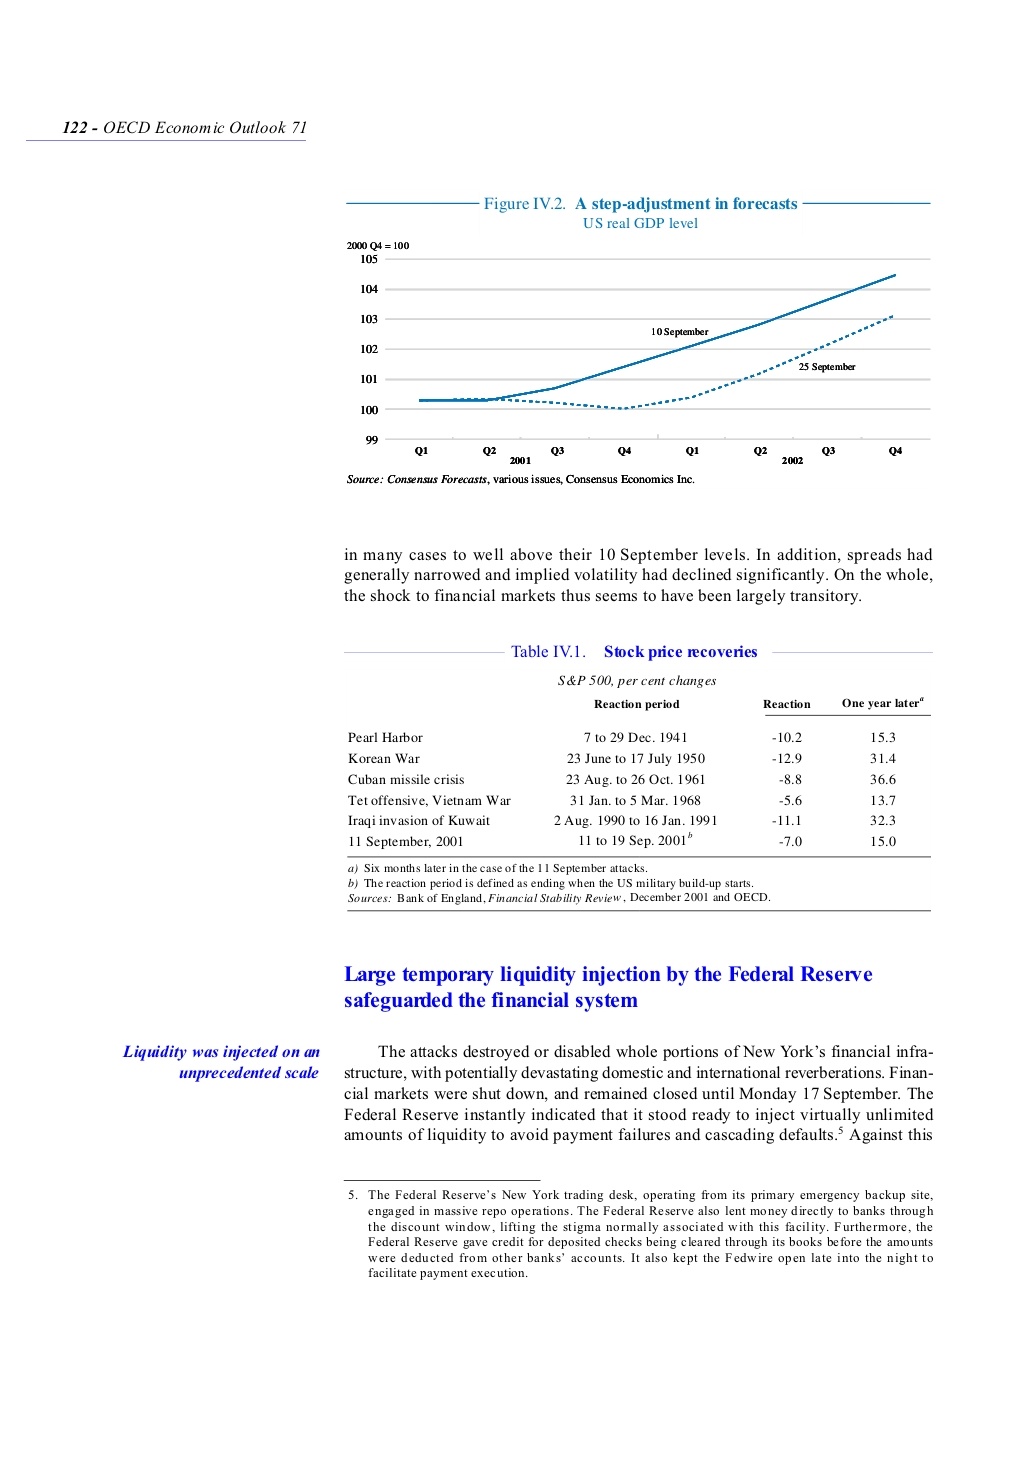 122 - OECD Economic Outlook 71
Figure IV.2. A step-adjustment in forecasts
US real GDP level
2000 Q4 = 100
105
104
103
102
101
100
99
10 September
25 September
Q1 Q2 Q3 Q4 Q1 Q2 Q3 Q4
2001 2002
Source: Consensus Forecasts, various issues, Consensus Economics Inc.
in many cases to well above their 10 September levels. In addition, spreads had
generally narrowed and implied volatility had declined significantly. On the whole,
the shock to financial markets thus seems to have been largely transitory.
Table IV.1. Stock price recoveries
S&P 500, per cent changes
Reaction period Reaction One year later a
Pearl Harbor 7 to 29 Dec. 1941 -10.2 15.3
Korean War 23 June to 17 July 1950 -12.9 31.4
Cuban missile crisis 23 Aug. to 26 Oct. 1961 -8.8 36.6
Tet offensive, Vietnam War 31 Jan. to 5 Mar. 1968 -5.6 13.7
Iraqi invasion of Kuwait 2 Aug. 1990 to 16 Jan. 1991 -11.1 32.3
11 September, 2001 11 to 19 Sep. 2001 b -7.0 15.0
a) Six months later in the case of the 11 September attacks.
b) The reaction period is defined as ending when the US military build-up starts.
Sources: Bank of England, Financial Stability Review, December 2001 and OECD.
Large temporary liquidity injection by the Federal Reserve
safeguarded the financial system
Liquidity was injected on an
unprecedented scale
The attacks destroyed or disabled whole portions of New York's financial infra-
structure, with potentially devastating domestic and international reverberations. Finan-
cial markets were shut down, and remained closed until Monday 17 September. The
Federal Reserve instantly indicated that it stood ready to inject virtually unlimited
amounts of liquidity to avoid payment failures and cascading defaults.5 Against this
5. The Federal Reserve's New York trading desk, operating from its primary emergency backup site,
engaged in massive repo operations. The Federal Reserve also lent money directly to banks through
the discount window, lifting the stigma normally associated with this facility. Furthermore, the
Federal Reserve gave credit for deposited checks being cleared through its books before the amounts
were deducted from other banks' accounts. It also kept the Fedwire open late into the night to
facilitate payment execution.